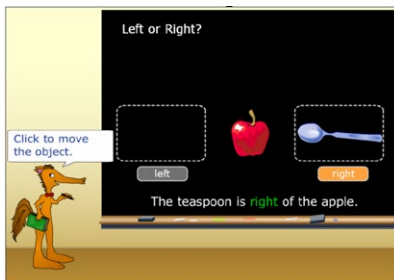 Left or Right?
Click to move
the object.
left
right
The teaspoon is right of the apple.